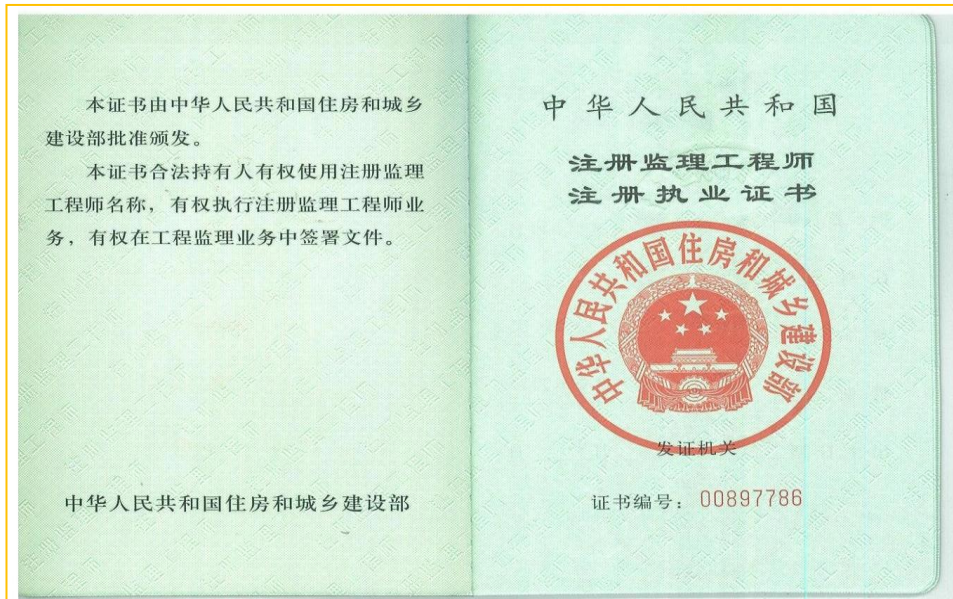 本证书由中华人民共和国住房和城乡
建设部批准颁发。
本证书合法持有人有权使用注册监理
工程师名称，有权执行注册监理工程师业
务，有权在工程监理业务中签署文件。
中华人民共和国住房和城乡建设部
中华人民共和国
注册监理工程师
注册执业证书
中华人民共和国住房和城乡建设部
发证机关
证书编号：00897786